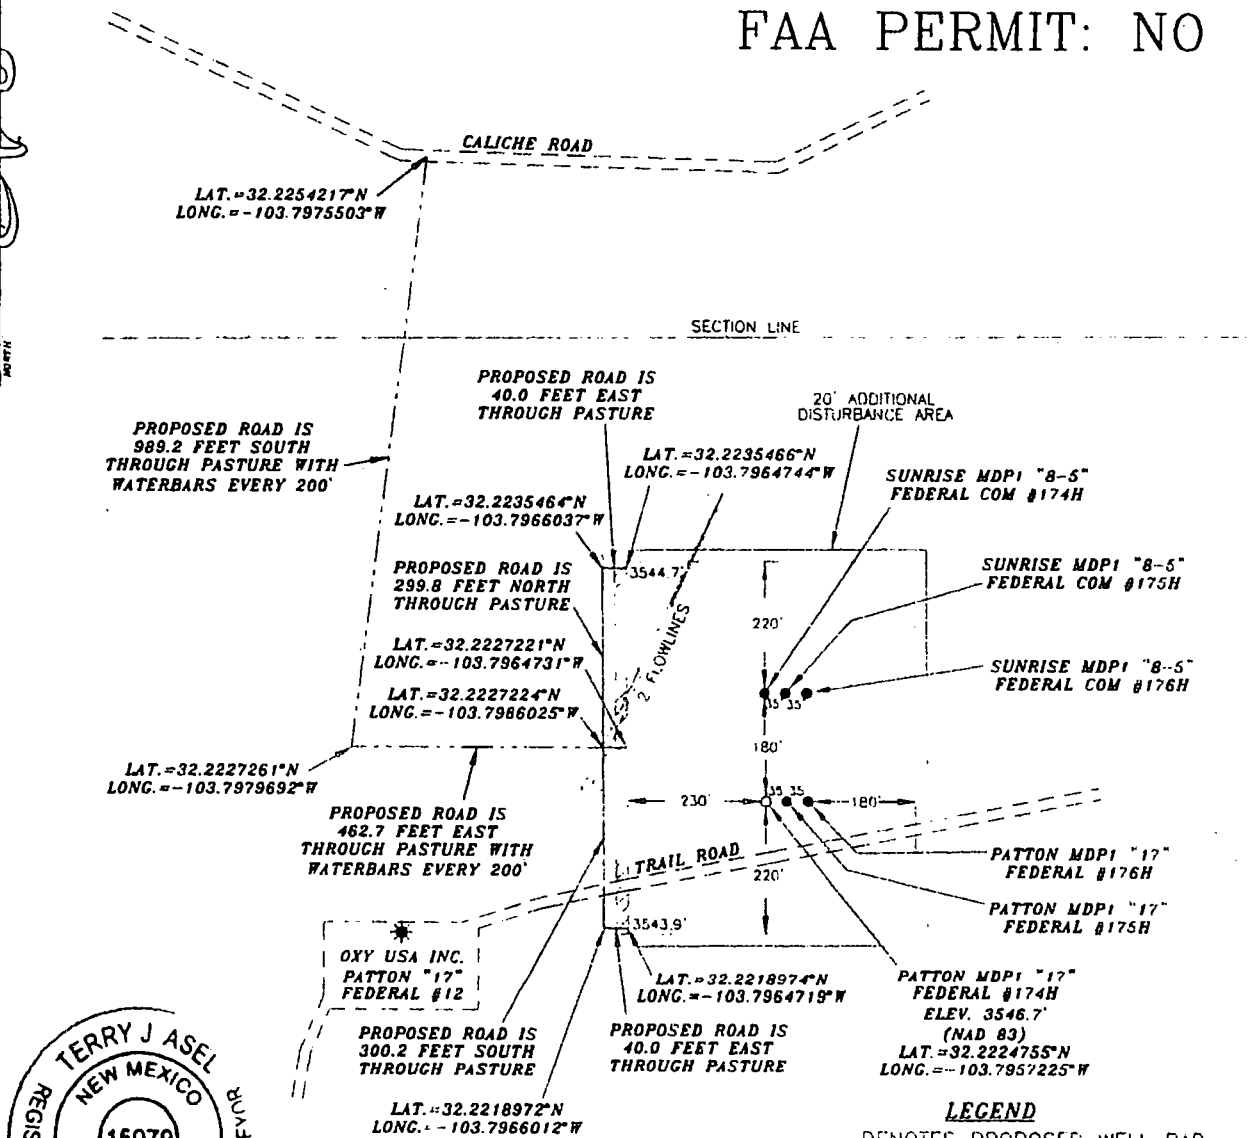 FAA PERMIT: NO
CALICHE ROAD
LAT.=32.2254217°N
LONG.=-103.7975503°W
NORTH
SECTION LINE
PROPOSED ROAD IS
40.0 FEET EAST
THROUGH PASTURE
20' ADDITIONAL
DISTURBANCE AREA
PROPOSED ROAD IS
989.2 FEET SOUTH
THROUGH PASTURE WITH
WATERBARS EVERY 200'
LAT.=32.2235466°N
LONG.=-103.7964744°W
SUNRISE MDP1 "8-5"
FEDERAL COM #174H
LAT.=32.2235464°N
LONG.=-103.7966037°W
PROPOSED ROAD IS
299.8 FEET NORTH
THROUGH PASTURE
3544.7'
SUNRISE MDP1 "8-5"
FEDERAL COM #175H
220'
2 FLOWLINES
LAT.=32.2227221°N
LONG.=-103.7964731°W
SUNRISE MDP1 "8-5"
FEDERAL COM #176H
LAT.=32.2227224°N
LONG.=-103.7966025°W
35' 35'
180'
LAT.=32.2227261°N
LONG.=-103.7979692°W
35' 35'
230'
180'
PROPOSED ROAD IS
462.7 FEET EAST
THROUGH PASTURE WITH
WATERBARS EVERY 200'
TRAIL ROAD
220'
PATTON MDP1 "17"
FEDERAL #176H
PATTON MDP1 "17"
FEDERAL #175H
3543.9'
OXY USA INC.
PATTON "17"
FEDERAL #12
LAT.=32.2218974°N
LONG.=-103.7964719°W
PATTON MDP1 "17"
FEDERAL #174H
ELEV. 3546.7'
(NAD 83)
LAT.=32.2224755°N
LONG.=-103.7957225°W
PROPOSED ROAD IS
300.2 FEET SOUTH
THROUGH PASTURE
PROPOSED ROAD IS
40.0 FEET EAST
THROUGH PASTURE
LAT.=32.2218972°N
LONG.=-103.7966012°W
TERRY J ASEL
NEW MEXICO
15079
LEGEND
DENOTES PROPOSED WELL PAD